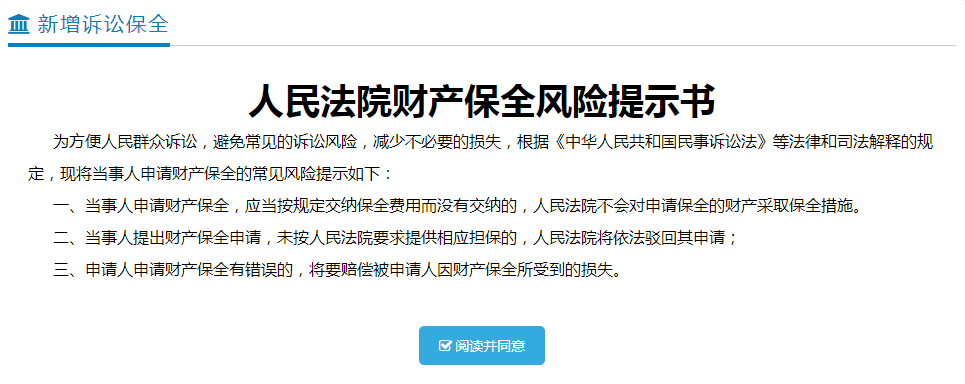 新增诉讼保全
人民法院财产保全风险提示书
为方便人民群众诉讼，避免常见的诉讼风险，减少不必要的损失，根据《中华人民共和国民事诉讼法》等法律和司法解释的规
定，现将当事人申请财产保全的常见风险提示如下：
一、当事人申请财产保全，应当按规定交纳保全费用而没有交纳的，人民法院不会对申请保全的财产采取保全措施。
二、当事人提出财产保全申请，未按人民法院要求提供相应担保的，人民法院将依法驳回其申请；
三、申请人申请财产保全有错误的，将要赔偿被申请人因财产保全所受到的损失。
阅读并同意